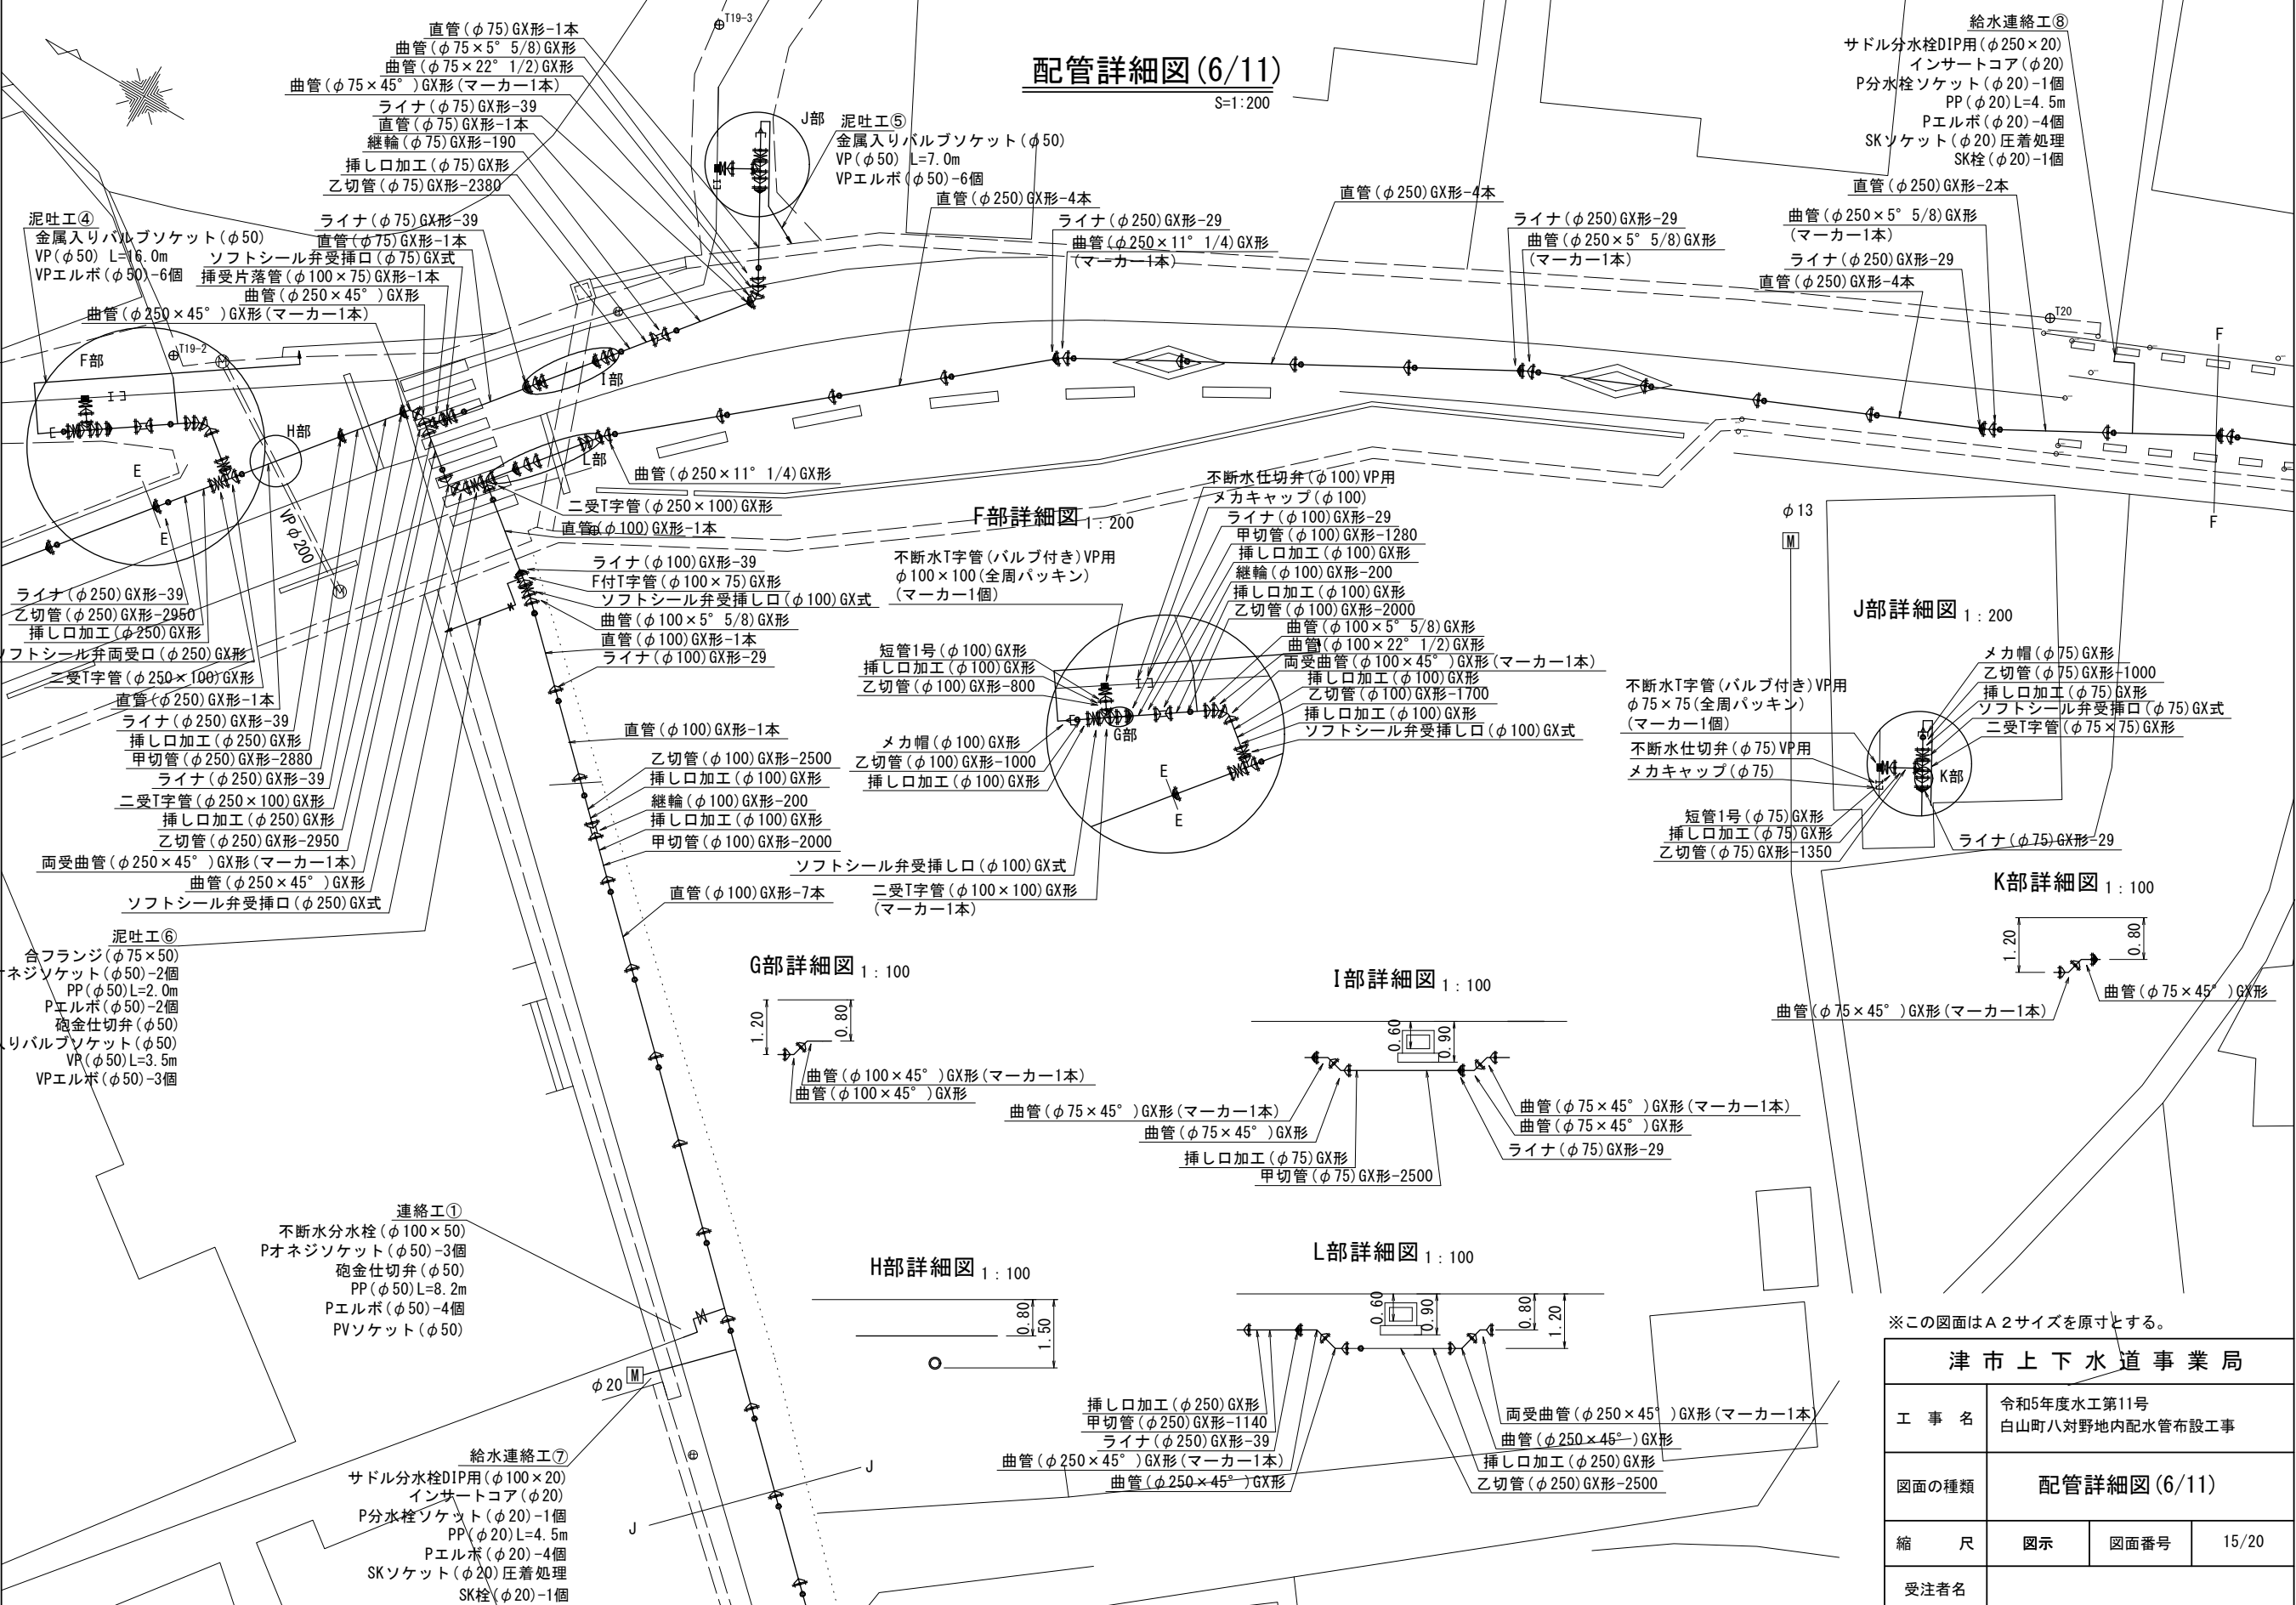 配管詳細図(6/11)
S=1:200
直管(φ75)GX形-1本
曲管(φ75×5° 5/8)GX形
曲管(φ75×22° 1/2)GX形
曲管(φ75×45° )GX形(マーカー1本)
ライナ(φ75)GX形-39
直管(φ75)GX形-1本
継輪(φ75)GX形-190
挿し口加工(φ75)GX形
乙切管(φ75)GX形-2380
ライナ(φ75)GX形-39
直管(φ75)GX形-1本
ソフトシール弁受挿口(φ75)GX式
挿受片落管(φ100×75)GX形-1本
曲管(φ250×45° )GX形
曲管(φ250×45° )GX形(マーカー1本)
泥吐工④
金属入りバルブソケット(φ50)
VP(φ50) L=16.0m
VPエルボ(φ50)-6個
T19-3
J部
泥吐工⑤
金属入りバルブソケット(φ50)
VP(φ50) L=7.0m
VPエルボ(φ50)-6個
直管(φ250)GX形-4本
ライナ(φ250)GX形-29
曲管(φ250×11° 1/4)GX形
(マーカー1本)
直管(φ250)GX形-4本
ライナ(φ250)GX形-29
曲管(φ250×5° 5/8)GX形
(マーカー1本)
給水連絡工⑧
サドル分水栓DIP用(φ250×20)
インサートコア(φ20)
P分水栓ソケット(φ20)-1個
PP(φ20)L=4.5m
Pエルボ(φ20)-4個
SKソケット(φ20)圧着処理
SK栓(φ20)-1個
直管(φ250)GX形-2本
曲管(φ250×5° 5/8)GX形
(マーカー1本)
ライナ(φ250)GX形-29
直管(φ250)GX形-4本
T20
F
F
F部
T19-2
M
H部
I部
L部
E
E
E
VPφ200
M
曲管(φ250×11° 1/4)GX形
二受T字管(φ250×100)GX形
直管(φ100)GX形-1本
ライナ(φ100)GX形-39
F付T字管(φ100×75)GX形
ソフトシール弁受挿し口(φ100)GX式
曲管(φ100×5° 5/8)GX形
直管(φ100)GX形-1本
ライナ(φ100)GX形-29
直管(φ100)GX形-1本
乙切管(φ100)GX形-2500
挿し口加工(φ100)GX形
継輪(φ100)GX形-200
挿し口加工(φ100)GX形
甲切管(φ100)GX形-2000
直管(φ100)GX形-7本
ライナ(φ250)GX形-39
乙切管(φ250)GX形-2950
挿し口加工(φ250)GX形
ソフトシール弁両受口(φ250)GX形
二受T字管(φ250×100)GX形
直管(φ250)GX形-1本
ライナ(φ250)GX形-39
挿し口加工(φ250)GX形
甲切管(φ250)GX形-2880
ライナ(φ250)GX形-39
二受T字管(φ250×100)GX形
挿し口加工(φ250)GX形
乙切管(φ250)GX形-2950
両受曲管(φ250×45° )GX形(マーカー1本)
曲管(φ250×45° )GX形
ソフトシール弁受挿口(φ250)GX式
泥吐工⑥
合フランジ(φ75×50)
オネジソケット(φ50)-2個
PP(φ50)L=2.0m
Pエルボ(φ50)-2個
砲金仕切弁(φ50)
入りバルブソケット(φ50)
VP(φ50)L=3.5m
VPエルボ(φ50)-3個
F部詳細図 1:200
不断水T字管(バルブ付き)VP用
φ100×100(全周パッキン)
(マーカー1個)
不断水仕切弁(φ100)VP用
メカキャップ(φ100)
ライナ(φ100)GX形-29
甲切管(φ100)GX形-1280
挿し口加工(φ100)GX形
継輪(φ100)GX形-200
挿し口加工(φ100)GX形
乙切管(φ100)GX形-2000
曲管(φ100×5° 5/8)GX形
曲管(φ100×22° 1/2)GX形
両受曲管(φ100×45° )GX形(マーカー1本)
挿し口加工(φ100)GX形
乙切管(φ100)GX形-1700
挿し口加工(φ100)GX形
ソフトシール弁受挿し口(φ100)GX式
短管1号(φ100)GX形
挿し口加工(φ100)GX形
乙切管(φ100)GX形-800
メカ帽(φ100)GX形
乙切管(φ100)GX形-1000
挿し口加工(φ100)GX形
G部
E
E
ソフトシール弁受挿し口(φ100)GX式
二受T字管(φ100×100)GX形
(マーカー1本)
φ13
M
J部詳細図 1:200
不断水T字管(バルブ付き)VP用
φ75×75(全周パッキン)
(マーカー1個)
不断水仕切弁(φ75)VP用
メカキャップ(φ75)
短管1号(φ75)GX形
挿し口加工(φ75)GX形
乙切管(φ75)GX形-1350
メカ帽(φ75)GX形
乙切管(φ75)GX形-1000
挿し口加工(φ75)GX形
ソフトシール弁受挿口(φ75)GX式
二受T字管(φ75×75)GX形
K部
ライナ(φ75)GX形-29
K部詳細図 1:100
1.20
0.80
曲管(φ75×45° )GX形
曲管(φ75×45° )GX形(マーカー1本)
G部詳細図 1:100
1.20
0.80
曲管(φ100×45° )GX形(マーカー1本)
曲管(φ100×45° )GX形
I部詳細図 1:100
0.60
0.90
曲管(φ75×45° )GX形(マーカー1本)
曲管(φ75×45° )GX形
挿し口加工(φ75)GX形
甲切管(φ75)GX形-2500
曲管(φ75×45° )GX形(マーカー1本)
曲管(φ75×45° )GX形
ライナ(φ75)GX形-29
連絡工①
不断水分水栓(φ100×50)
Pオネジソケット(φ50)-3個
砲金仕切弁(φ50)
PP(φ50)L=8.2m
Pエルボ(φ50)-4個
PVソケット(φ50)
φ20 M
H部詳細図 1:100
0.80
1.50
L部詳細図 1:100
0.60
0.90
0.80
1.20
挿し口加工(φ250)GX形
甲切管(φ250)GX形-1140
ライナ(φ250)GX形-39
曲管(φ250×45° )GX形(マーカー1本)
曲管(φ250×45° )GX形
両受曲管(φ250×45° )GX形(マーカー1本)
曲管(φ250×45° )GX形
挿し口加工(φ250)GX形
乙切管(φ250)GX形-2500
給水連絡工⑦
サドル分水栓DIP用(φ100×20)
インサートコア(φ20)
P分水栓ソケット(φ20)-1個
PP(φ20)L=4.5m
Pエルボ(φ20)-4個
SKソケット(φ20)圧着処理
SK栓(φ20)-1個
J
J
※この図面はA2サイズを原寸とする。
津市上下水道事業局
工事名
令和5年度水工第11号
白山町八対野地内配水管布設工事
図面の種類
配管詳細図(6/11)
縮尺
図示
図面番号
15/20
受注者名